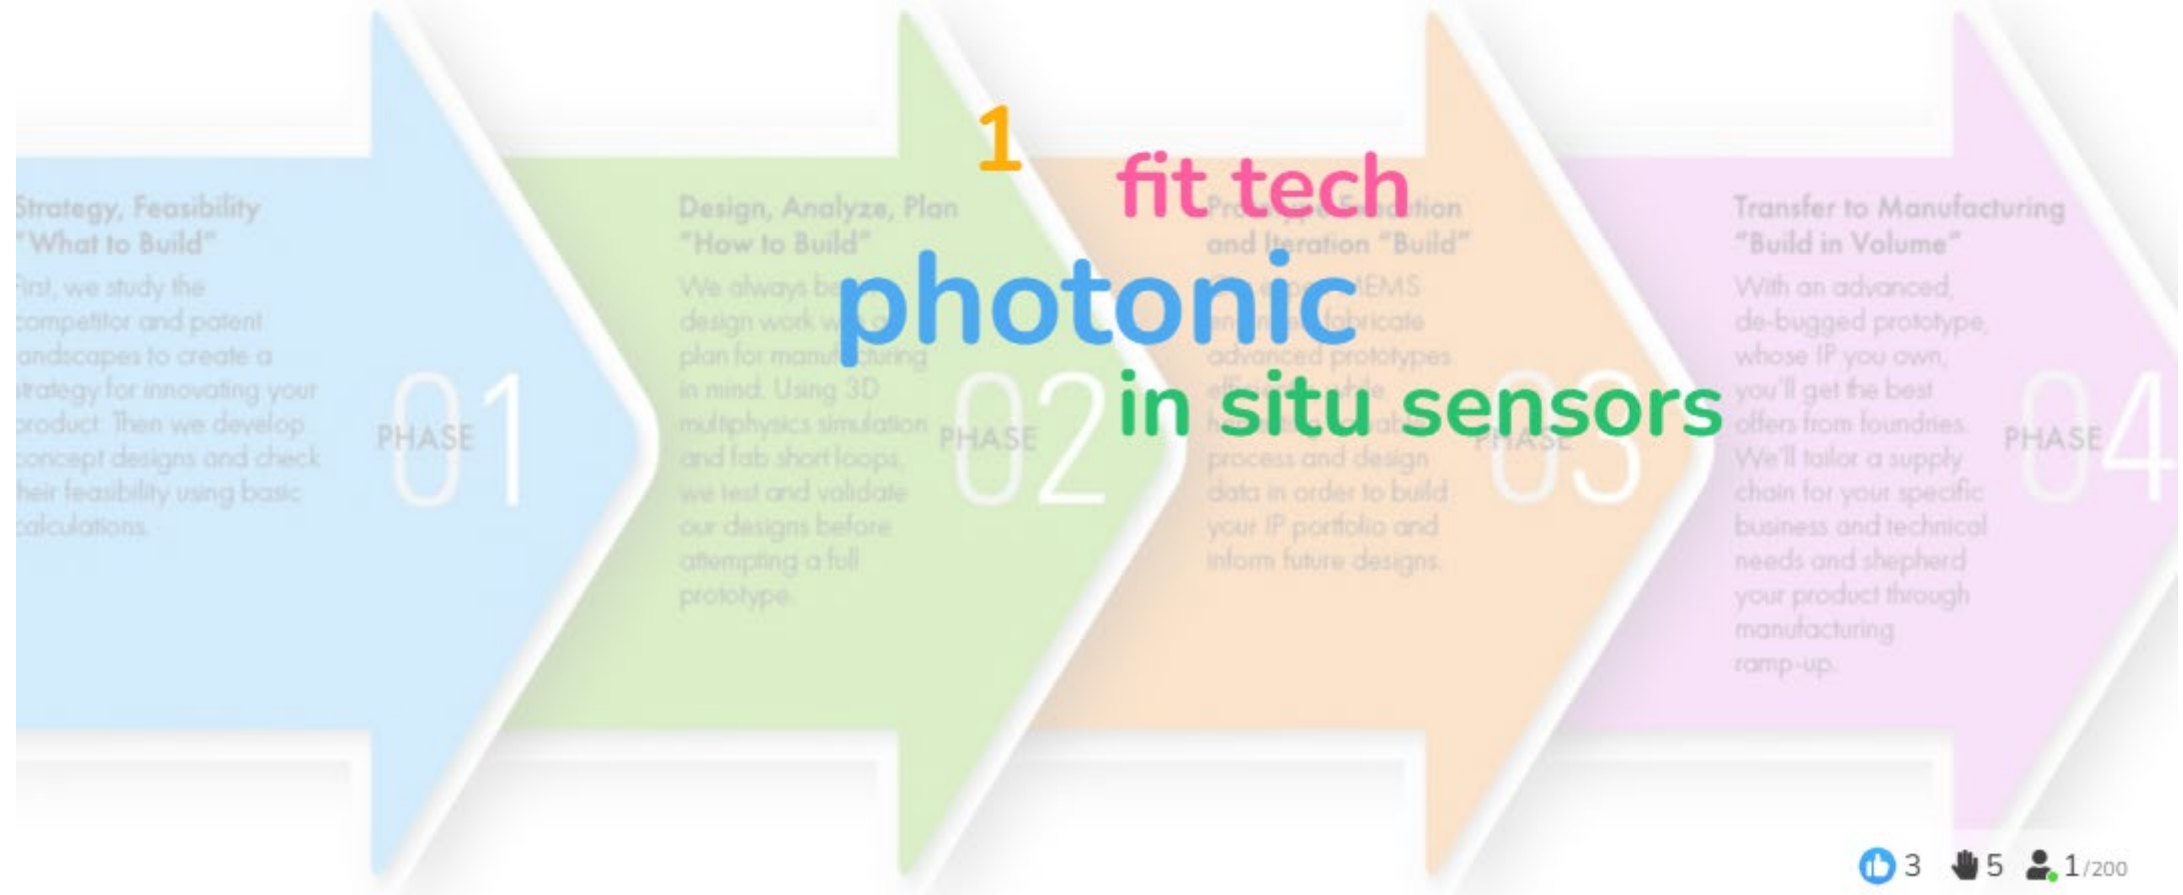 Strategy, Feasibility
"What to Build"
First, we study the
competitor and patent
landscapes to create a
strategy for innovating your
product. Then we develop
concept designs and check
their feasibility using basic
calculations.
PHASE 01
Design, Analyze, Plan
"How to Build"
We always
design work
plan for manufacturing
in mind. Using 3D
multiphysics simulation
and fab short loops,
we test and validate
our designs before
attempting a full
prototype.
PHASE 02
1
fit tech
photonic
in situ sensors
Prototype Execution
and Iteration "Build"
MEMS
fabricate
advanced prototypes
while
process and design
data in order to build
your IP portfolio and
inform future designs.
PHASE 03
Transfer to Manufacturing
"Build in Volume"
With an advanced,
de-bugged prototype,
whose IP you own,
you'll get the best
offers from foundries.
We'll tailor a supply
chain for your specific
business and technical
needs and shepherd
your product through
manufacturing
ramp-up.
PHASE 04
3 5 1/200